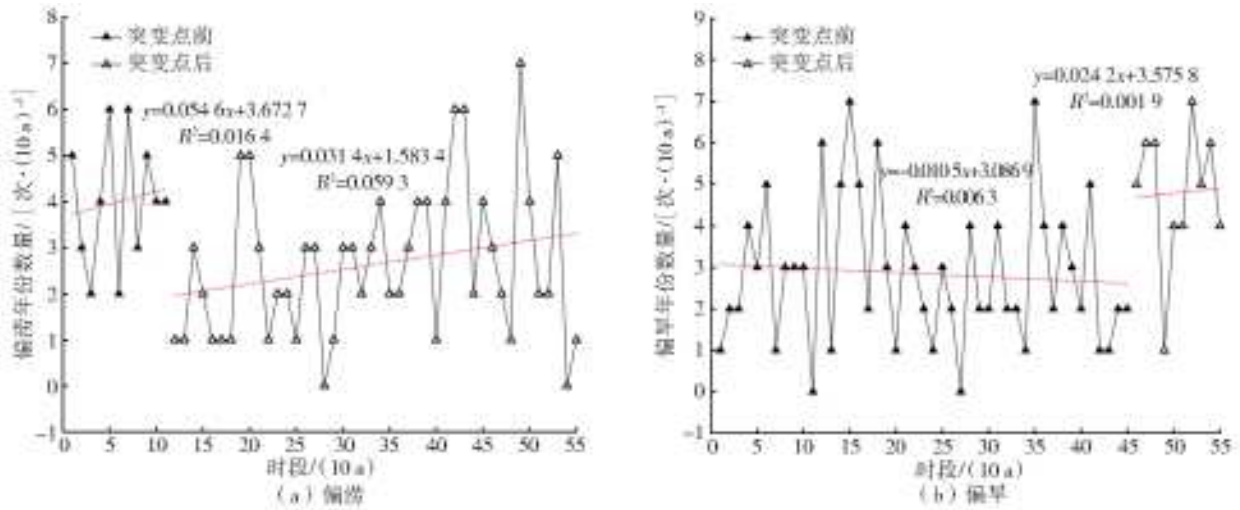 8
7
6
5
4
3
2
1
0
-1
偏涝年份数量/[次·(10 a)⁻¹]
突变点前
突变点后
y=0.054 6x+3.672 7
R²=0.016 4
y=0.031 4x+1.583 4
R²=0.059 3
0 5 10 15 20 25 30 35 40 45 50 55
时段/(10 a)
(a) 偏涝
9
8
7
6
5
4
3
2
1
0
-1
偏旱年份数量/[次·(10 a)⁻¹]
突变点前
突变点后
y=0.024 2x+3.575 8
R²=0.001 9
y=-0.010 5x+3.086 9
R²=0.006 3
0 5 10 15 20 25 30 35 40 45 50 55
时段/(10 a)
(b) 偏旱